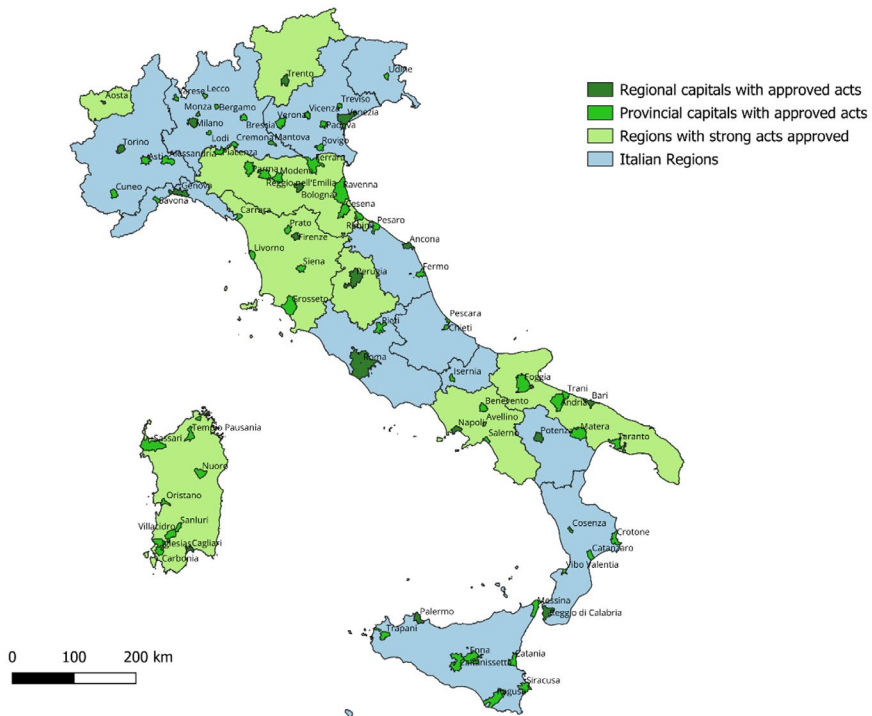 Udine
Trento
Aosta
Varese
Lecco
Treviso
Regional capitals with approved acts
Monza
Bergamo
Vicenza
Venezia
Provincial capitals with approved acts
Milano
Brescia
Verona
Padova
Torino
Lodi
Cremona
Mantova
Rovigo
Regions with strong acts approved
Asti
Alessandria
Piacenza
Ferrara
Italian Regions
Parma
Modena
Cuneo
Genova
Reggio nell'Emilia
Ravenna
Savona
Bologna
Carrara
Cesena
Rimini
Pesaro
Prato
Firenze
Ancona
Livorno
Siena
Perugia
Fermo
Grosseto
Rieti
Pescara
Chieti
Roma
Isernia
Foggia
Trani
Bari
Andria
Benevento
Avellino
Napoli
Salerno
Potenza
Matera
Taranto
Tempio Pausania
Sassari
Nuoro
Oristano
Sanluri
Villacidro
Iglesias
Cagliari
Carbonia
Cosenza
Crotone
Catanzaro
Vibo Valentia
Messina
Reggio di Calabria
Palermo
Trapani
Enna
Caltanissetta
Catania
Siracusa
Ragusa
0 100 200 km